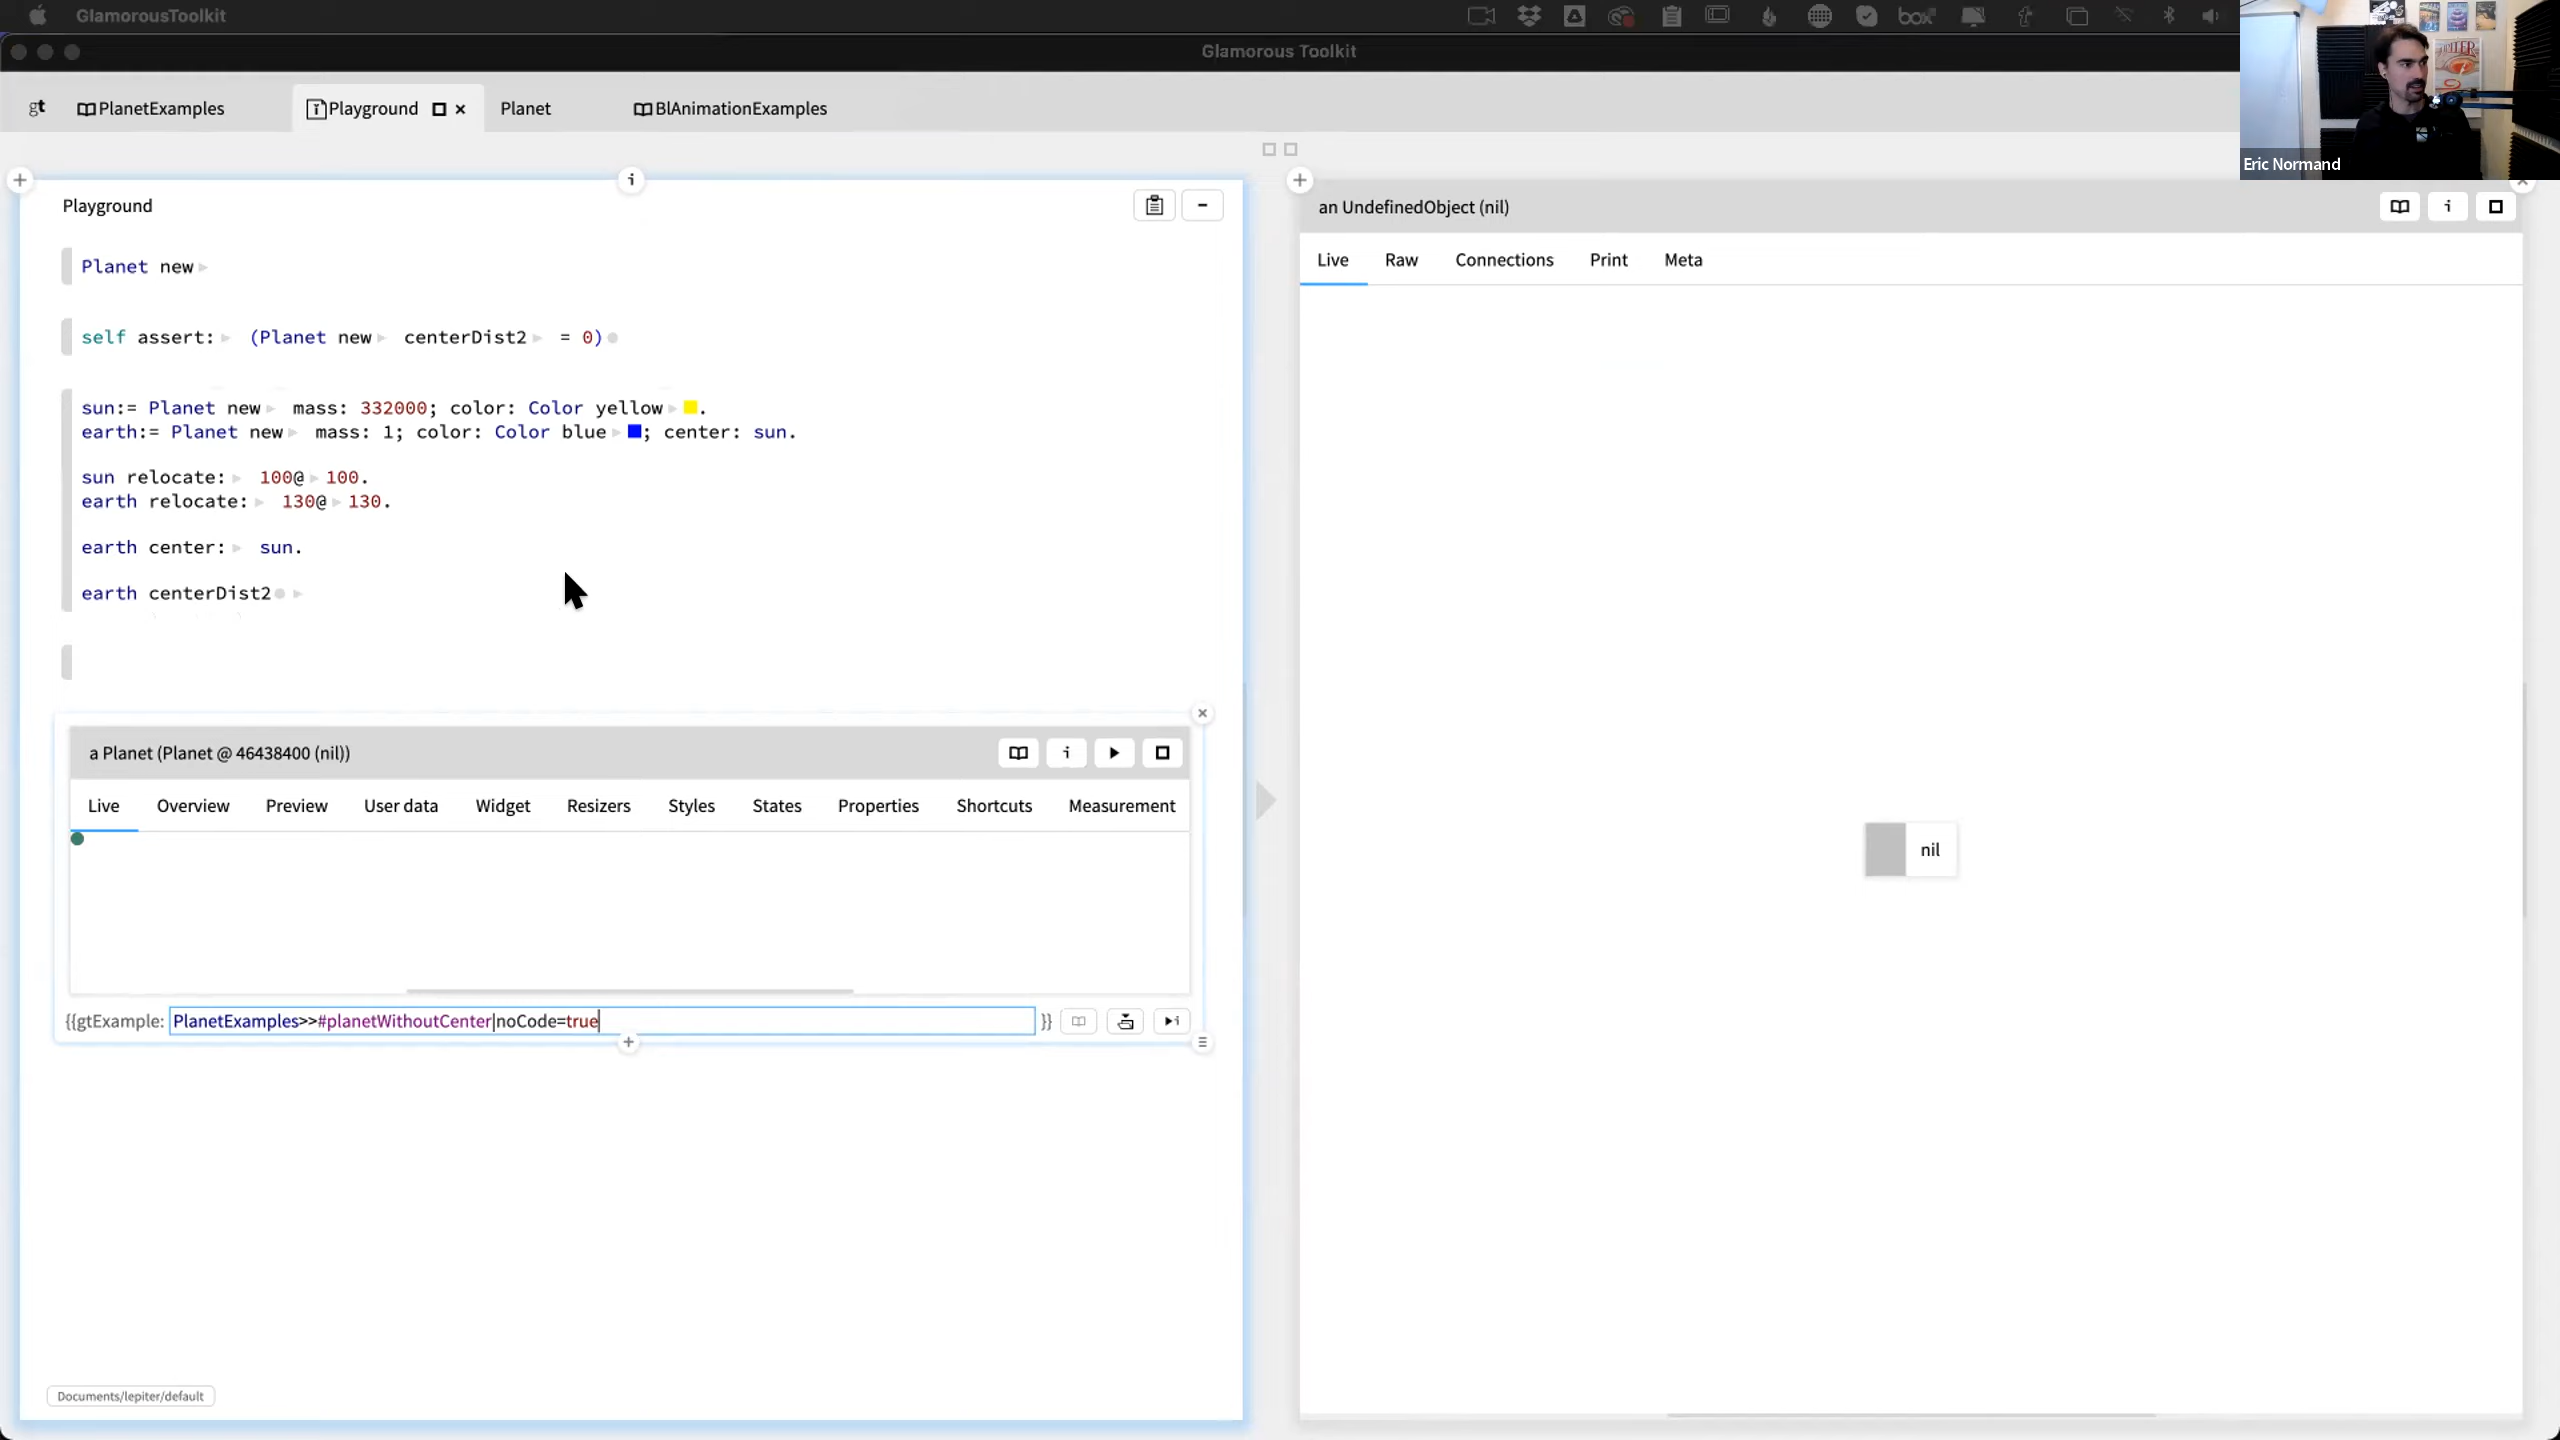 GlamorousToolkit
box
Glamorous Toolkit
gt
PlanetExamples
Playground
Planet
BlAnimationExamples
Eric Normand
Playground
Planet new
self assert: (Planet new centerDist2 = 0)
sun:= Planet new mass: 332000; color: Color yellow .
earth:= Planet new mass: 1; color: Color blue ; center: sun.
sun relocate: 100@ 100.
earth relocate: 130@ 130.
earth center: sun.
earth centerDist2
a Planet (Planet @ 46438400 (nil))
Live Overview Preview User data Widget Resizers Styles States Properties Shortcuts Measurement
{{gtExample: PlanetExamples>>#planetWithoutCenter|noCode=true }}
Documents/lepiter/default
an UndefinedObject (nil)
Live Raw Connections Print Meta
nil